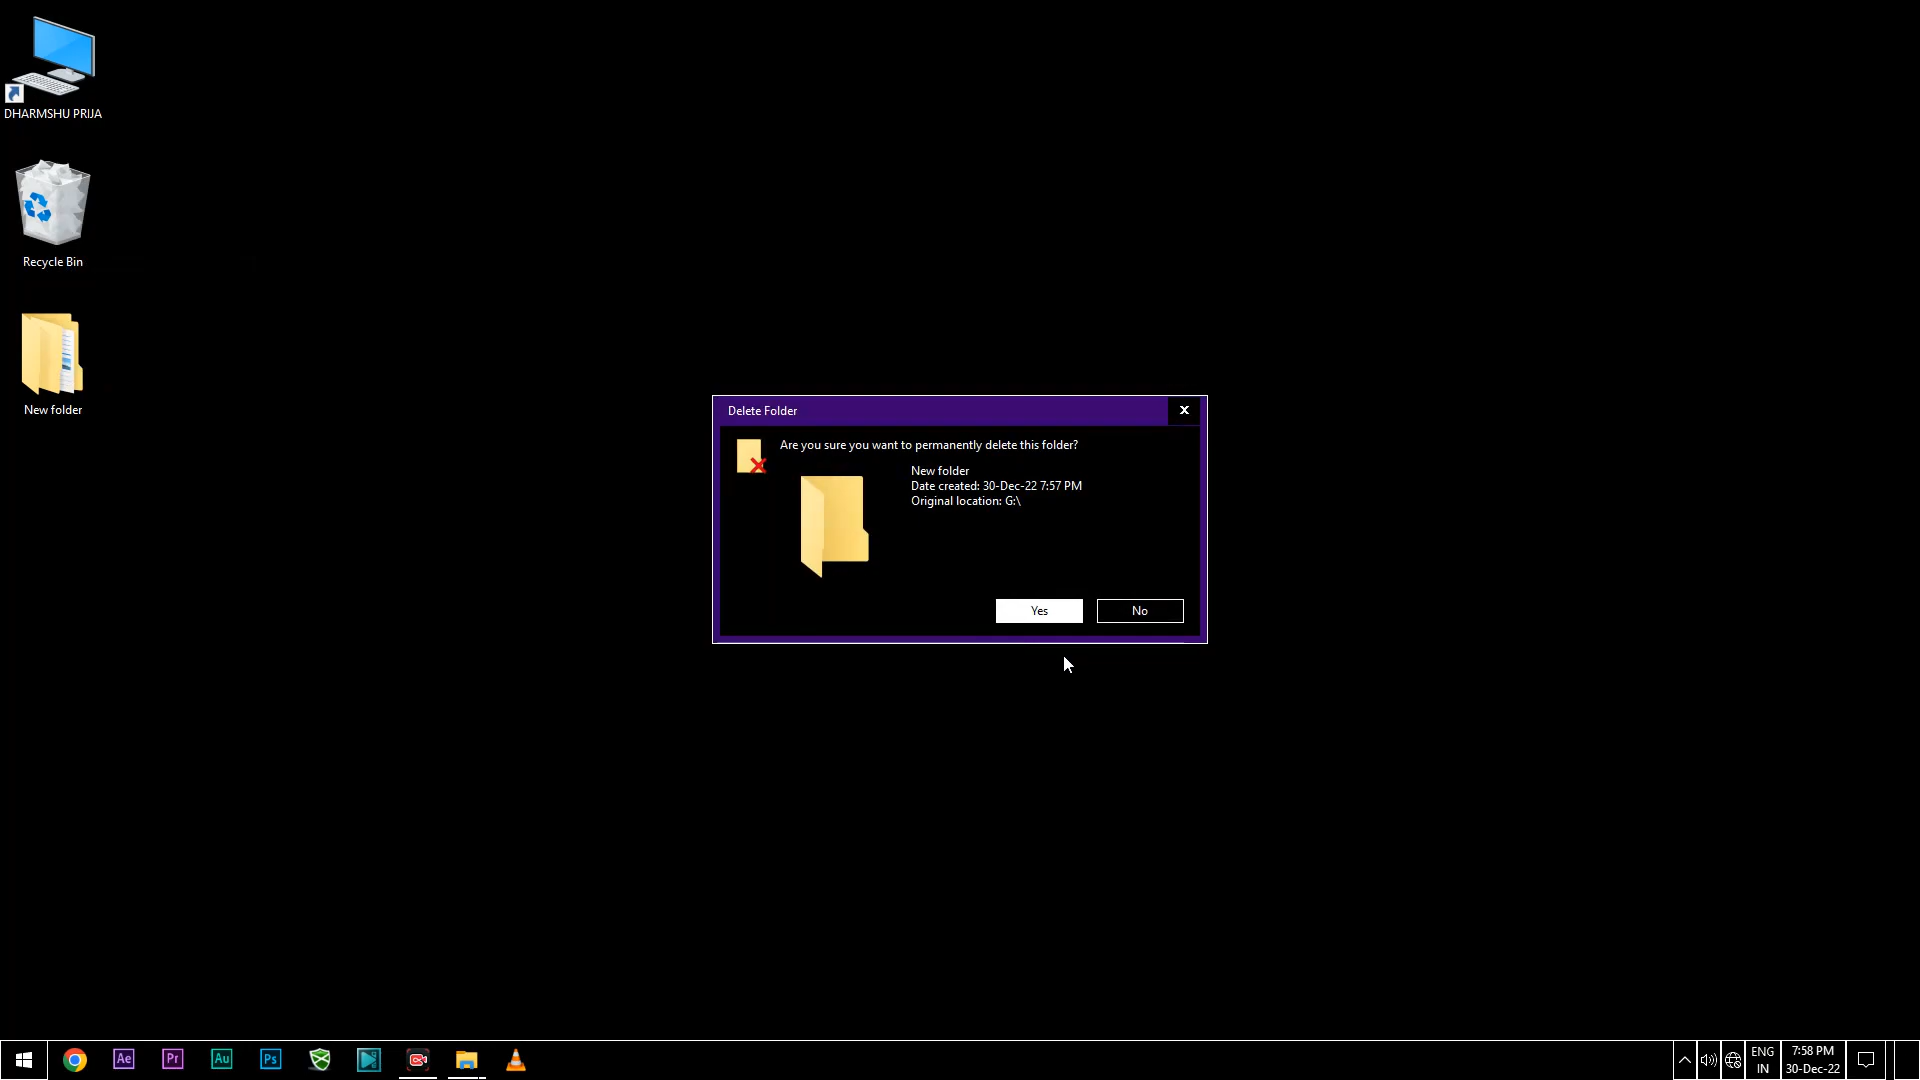 DHARMSHU PRIJA
Recycle Bin
New folder
Delete Folder
Are you sure you want to permanently delete this folder?
New folder
Date created: 30-Dec-22 7:57 PM
Original location: G:\
Yes
No
Ae
Pr
Au
Ps
ENG
IN
7:58 PM
30-Dec-22